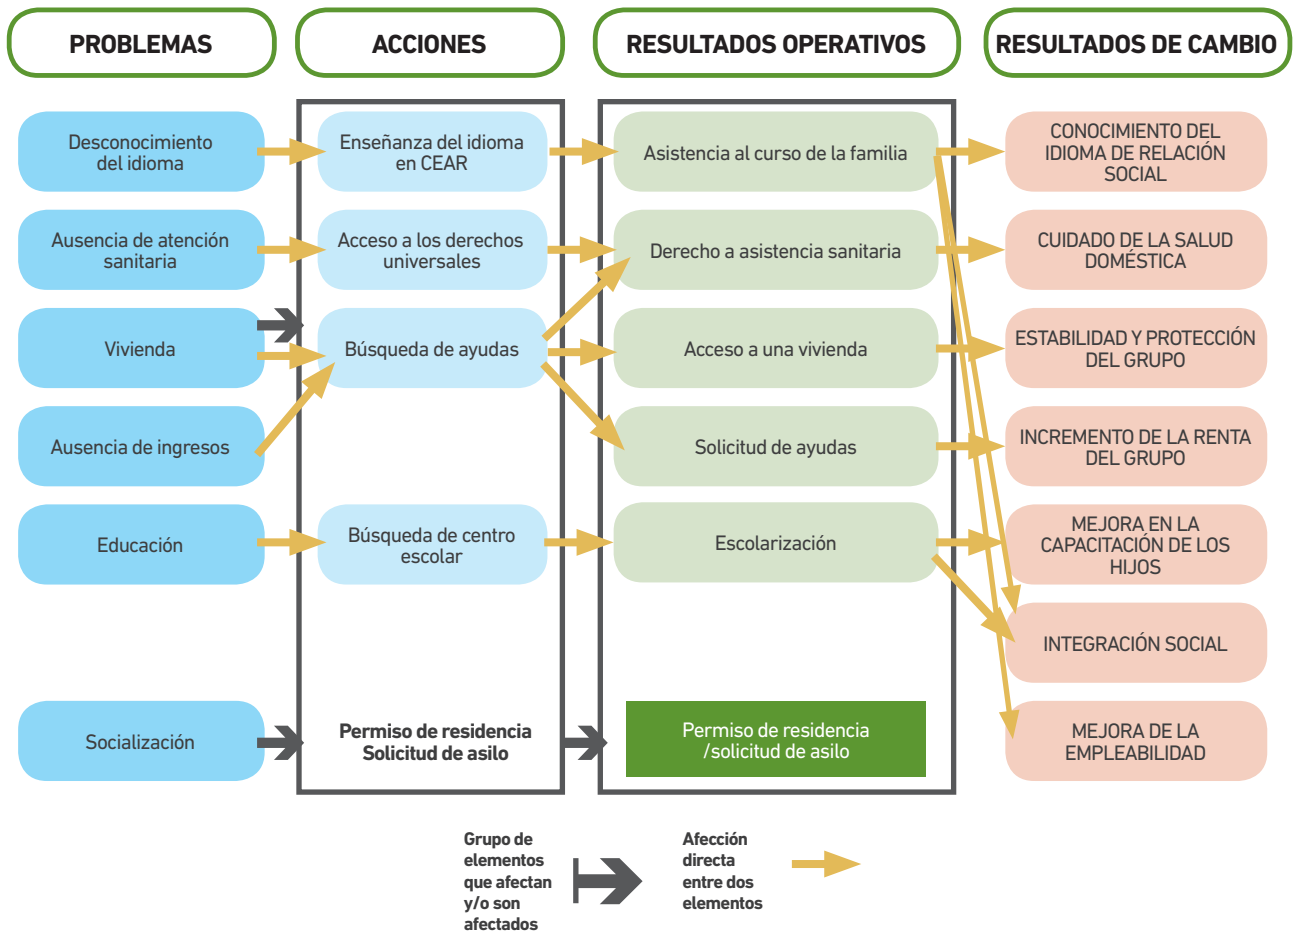 PROBLEMAS
ACCIONES
RESULTADOS OPERATIVOS
RESULTADOS DE CAMBIO
Desconocimiento
del idioma
Enseñanza del idioma
en CEAR
Asistencia al curso de la familia
CONOCIMIENTO DEL
IDIOMA DE RELACIÓN
SOCIAL
Ausencia de atención
sanitaria
Acceso a los derechos
universales
Derecho a asistencia sanitaria
CUIDADO DE LA SALUD
DOMÉSTICA
Vivienda
Búsqueda de ayudas
Acceso a una vivienda
ESTABILIDAD Y PROTECCIÓN
DEL GRUPO
Ausencia de ingresos
Solicitud de ayudas
INCREMENTO DE LA RENTA
DEL GRUPO
Educación
Búsqueda de centro
escolar
Escolarización
MEJORA EN LA
CAPACITACIÓN DE LOS
HIJOS
INTEGRACIÓN SOCIAL
Socialización
Permiso de residencia
Solicitud de asilo
Permiso de residencia
/solicitud de asilo
MEJORA DE LA
EMPLEABILIDAD
Grupo de
elementos
que afectan
y/o son
afectados
Afección
directa
entre dos
elementos